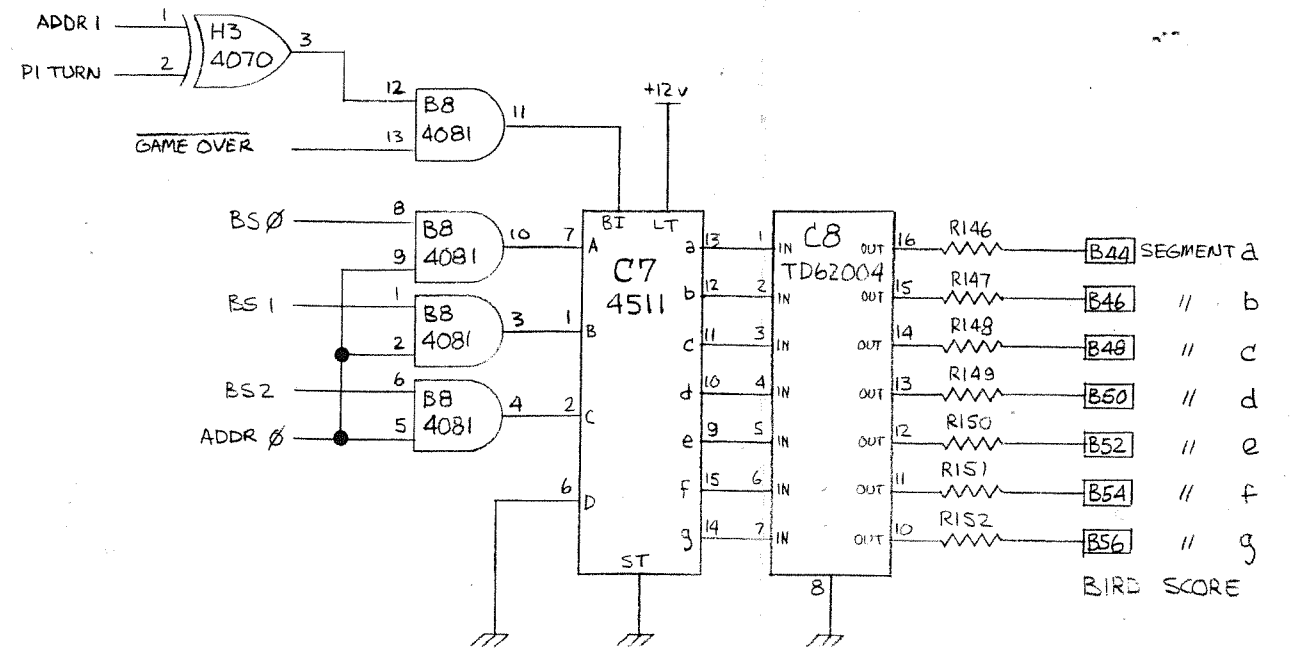 ADDR 1
1
H3
4070
3
P1 TURN
2
12
B8
4081
11
+12v
GAME OVER
13
BSØ
8
B8
4081
10
7
A
9
BS 1
1
B8
4081
3
1
B
2
BS2
6
B8
4081
4
2
C
ADDR Ø
5
6
D
BI
LT
C7
4511
ST
a
13
1
b
12
2
c
11
3
d
10
4
e
9
5
f
15
6
g
14
7
C8
TD62004
IN
OUT
16
R146
B44
SEGMENT a
IN
OUT
15
R147
B46
" b
IN
OUT
14
R148
B48
" c
IN
OUT
13
R149
B50
" d
IN
OUT
12
R150
B52
" e
IN
OUT
11
R151
B54
" f
IN
OUT
10
R152
B56
" g
8
BIRD SCORE